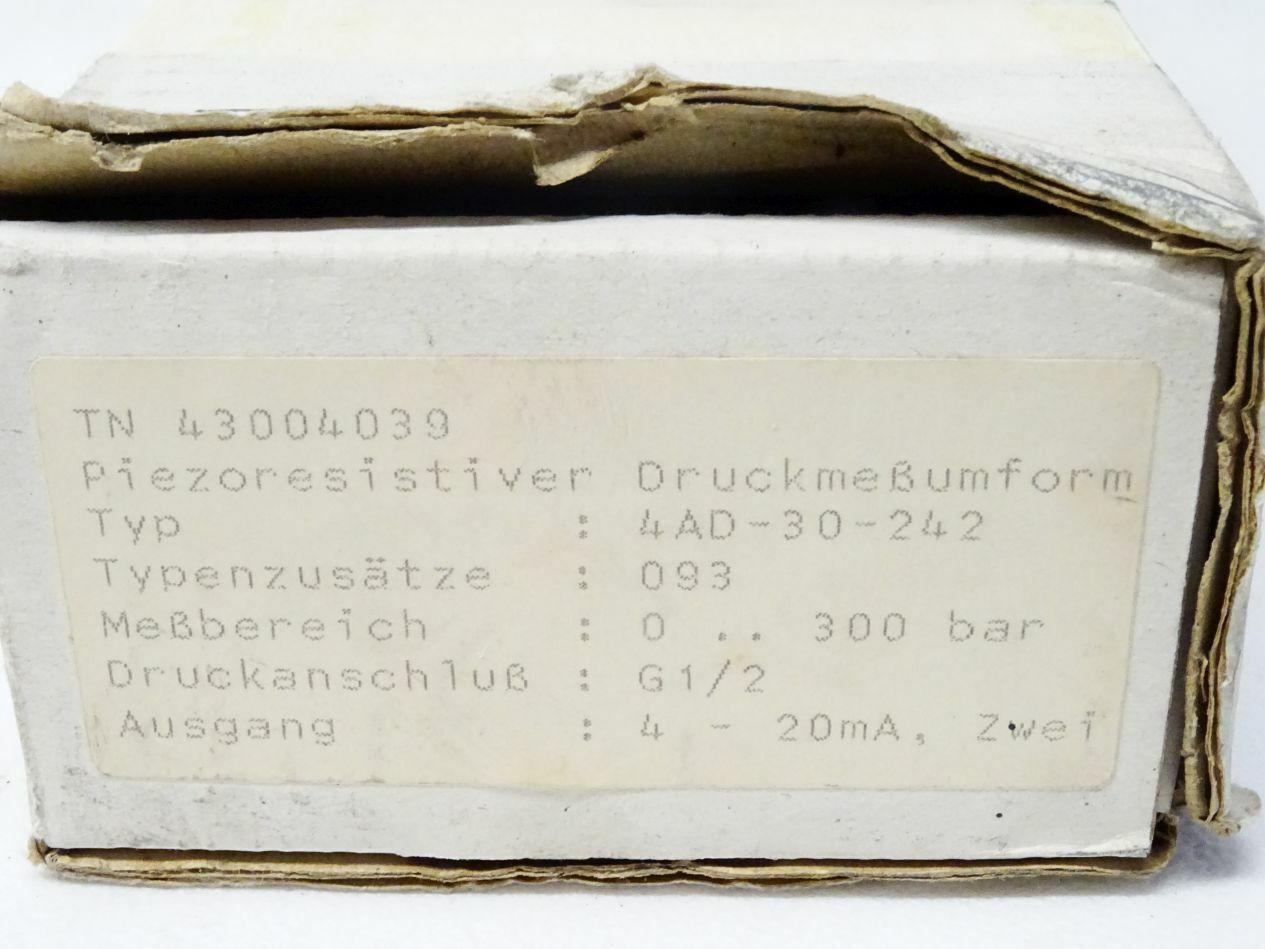 TN 43004039
Piezoresistiver Druckmeßumform
Typ : 4AD-30-242
Typenzusätze : 093
Meßbereich : 0 .. 300 bar
Druckanschluß : G1/2
Ausgang : 4 - 20mA, Zwei